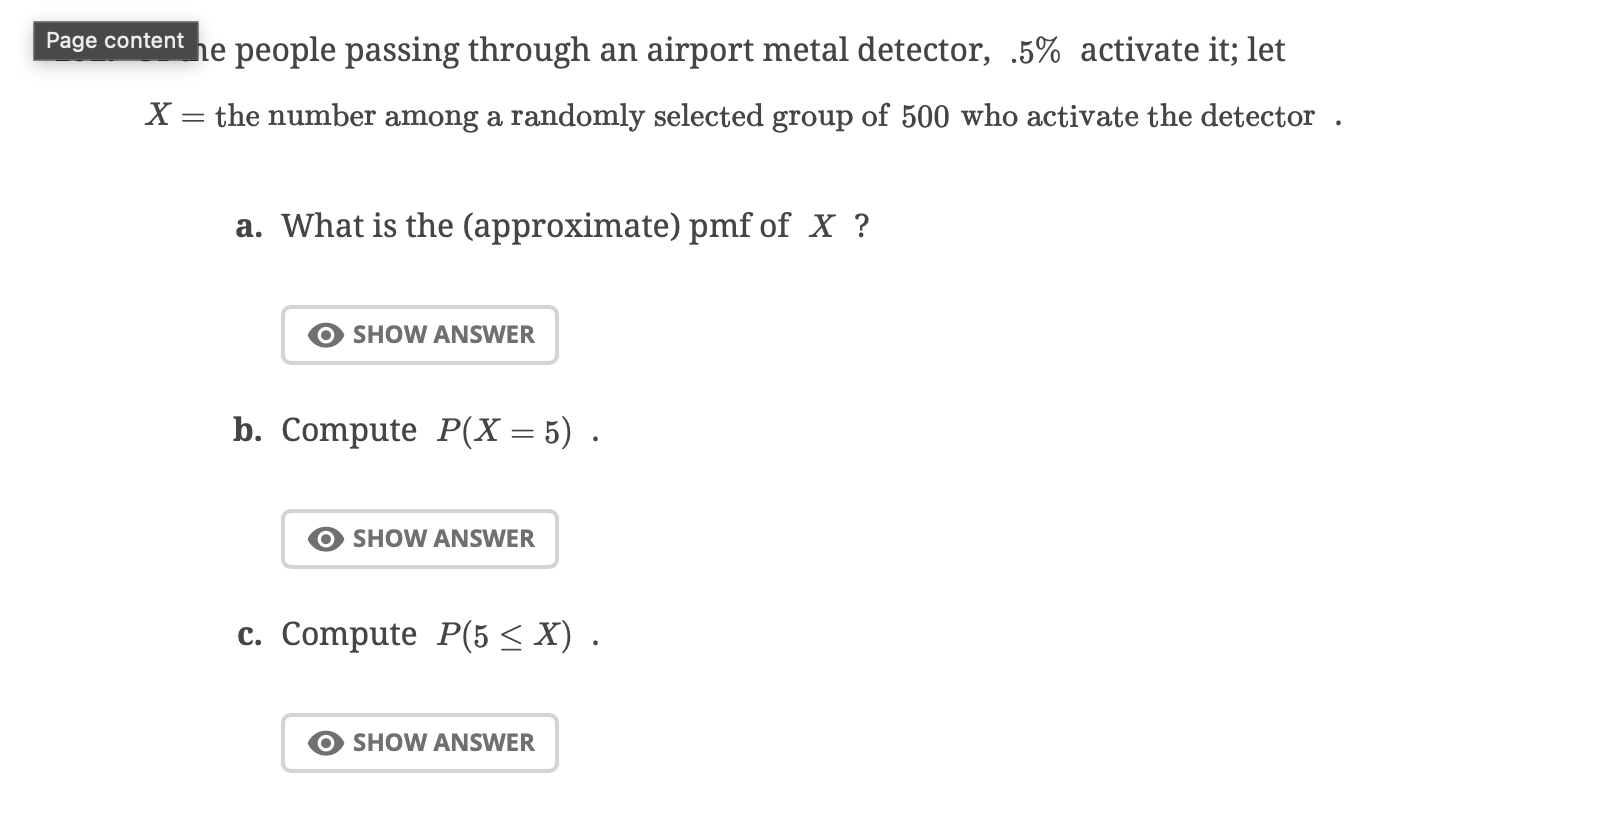 Page content he people passing through an airport metal detector, .5% activate it; let
X = the number among a randomly selected group of 500 who activate the detector .
a. What is the (approximate) pmf of X ?
SHOW ANSWER
b. Compute P(X = 5) .
SHOW ANSWER
c. Compute P(5 ≤ X) .
SHOW ANSWER